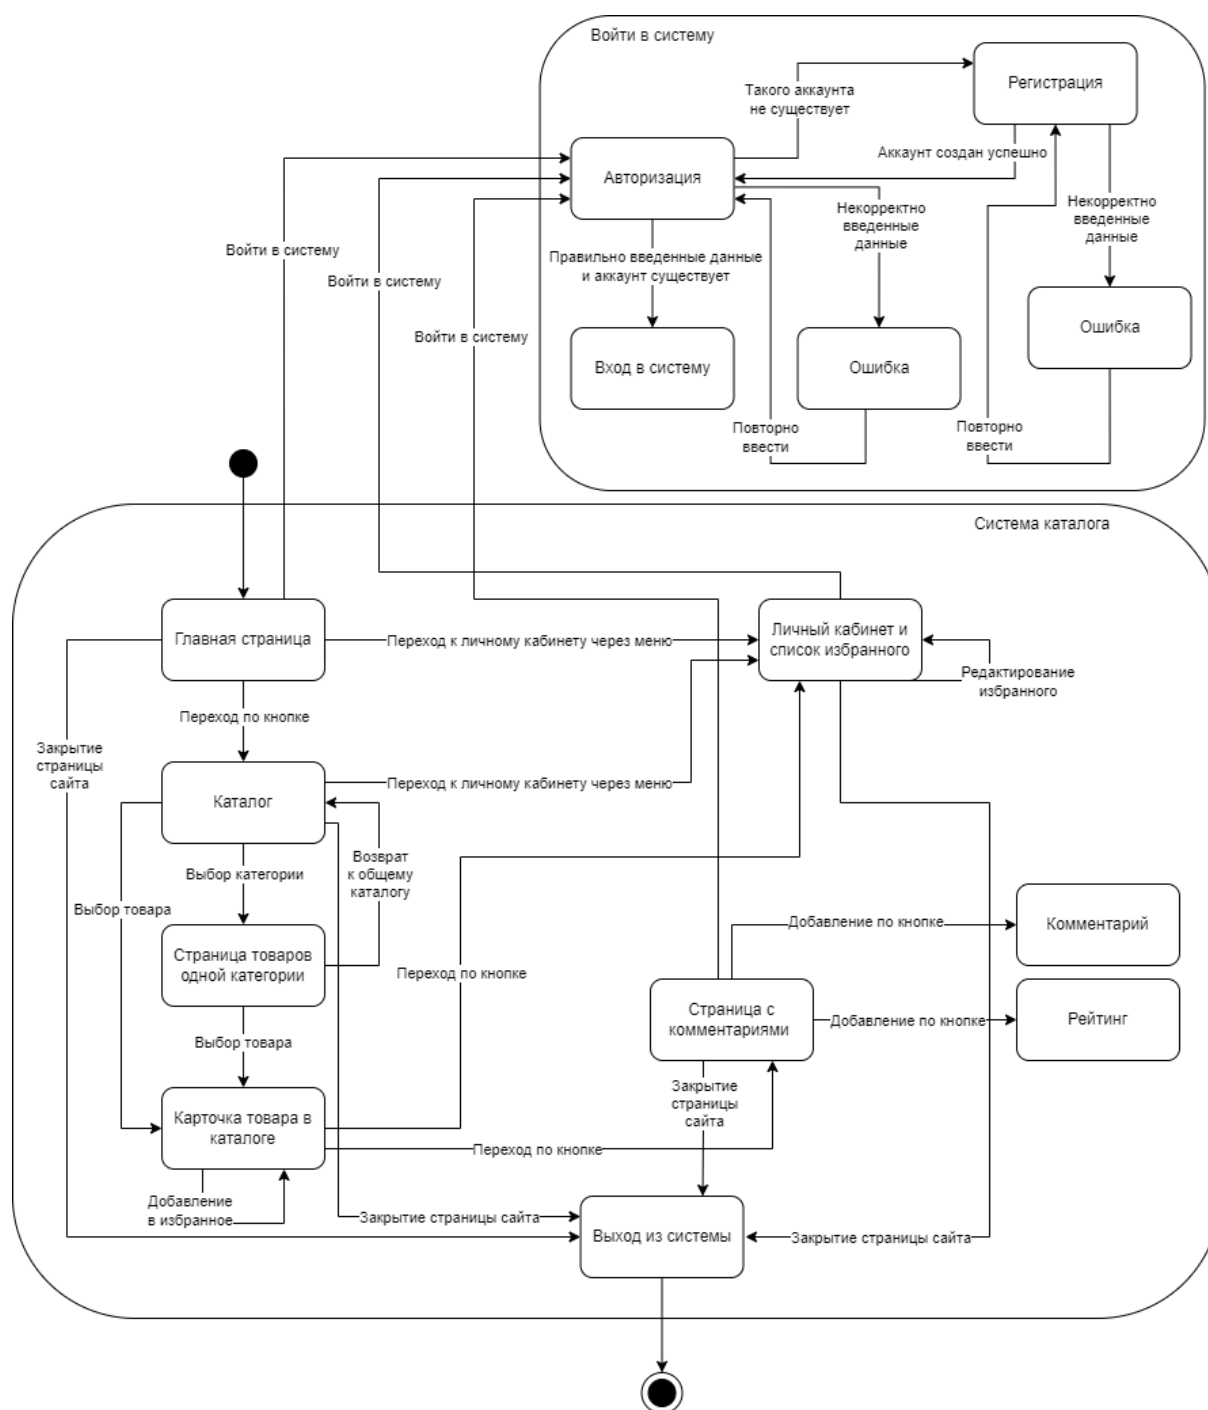 Войти в систему
Регистрация
Такого аккаунта
не существует
Аккаунт создан успешно
Авторизация
Некорректно
введенные
данные
Некорректно
введенные
данные
Войти в систему
Правильно введенные данные
и аккаунт существует
Войти в систему
Войти в систему
Ошибка
Вход в систему
Ошибка
Повторно
ввести
Повторно
ввести
Система каталога
Главная страница
Переход к личному кабинету через меню
Личный кабинет и
список избранного
Редактирование
избранного
Переход по кнопке
Закрытие
страницы
сайта
Переход к личному кабинету через меню
Каталог
Возврат
к общему
каталогу
Выбор категории
Выбор товара
Добавление по кнопке
Комментарий
Страница товаров
одной категории
Переход по кнопке
Страница с
комментариями
Добавление по кнопке
Рейтинг
Выбор товара
Закрытие
страницы
сайта
Карточка товара в
каталоге
Переход по кнопке
Добавление
в избранное
Закрытие страницы сайта
Выход из системы
Закрытие страницы сайта